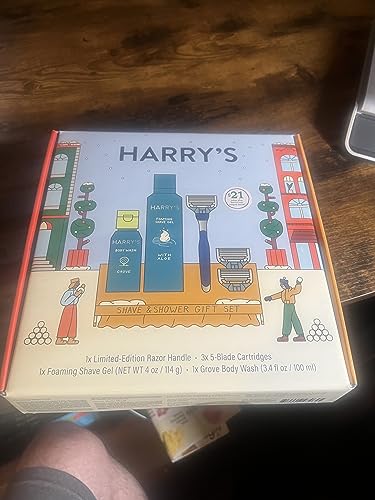 HARRY'S
$21
HARRY'S
FOAMING
SHAVE GEL
WITH
ALOE
BODY WASH
HARRY'S
GROVE
SHAVE & SHOWER GIFT SET
1x Limited-Edition Razor Handle • 3x 5-Blade Cartridges
1x Foaming Shave Gel (NET WT 4 oz / 114 g) • 1x Grove Body Wash (3.4 fl oz / 100 ml)